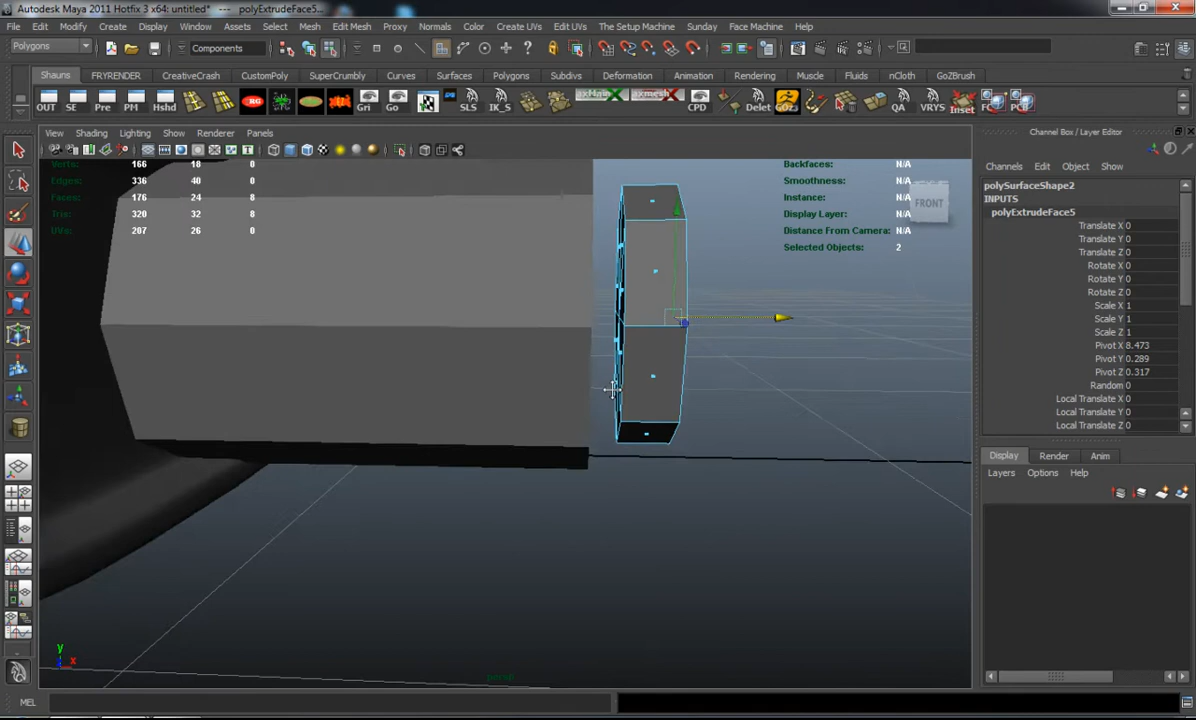 Autodesk Maya 2011 Hotfix 3 x64: untitled* --- polyExtrudeFace5...
File Edit Modify Create Display Window Assets Select Mesh Edit Mesh Proxy Normals Color Create UVs Edit UVs The Setup Machine Sunday Face Machine Help
Polygons Components
Shauns FRYRENDER CreativeCrash CustomPoly SuperCrumbly Curves Surfaces Polygons Subdivs Deformation Animation Rendering Muscle Fluids nCloth GoZBrush
OUT SE Pre PM Hshd RG Gri Go SLS IK_S axMain axmesh CPD Delet GOZ QA VRYS Inset FC PCB
View Shading Lighting Show Renderer Panels
Verts: 166 18 0
Edges: 336 40 0
Faces: 176 24 8
Tris: 320 32 8
UVs: 207 26 0
Backfaces: N/A
Smoothness: N/A
Instance: N/A
Display Layer: N/A
Distance From Camera: N/A
Selected Objects: 2
FRONT
y
x
persp
Channel Box / Layer Editor
Channels Edit Object Show
polySurfaceShape2
INPUTS
polyExtrudeFace5
Translate X 0
Translate Y 0
Translate Z 0
Rotate X 0
Rotate Y 0
Rotate Z 0
Scale X 1
Scale Y 1
Scale Z 1
Pivot X 8.473
Pivot Y 0.289
Pivot Z 0.317
Random 0
Local Translate X 0
Local Translate Y 0
Local Translate Z 0
Display Render Anim
Layers Options Help
MEL